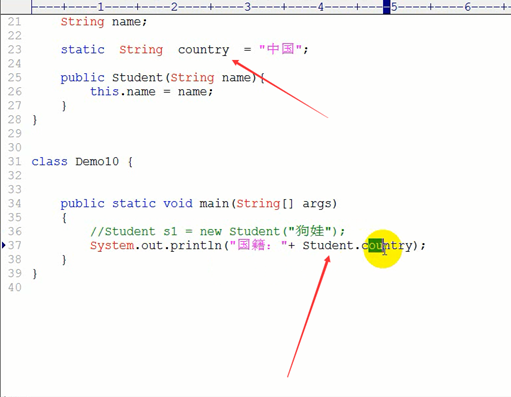 ----+----1----+----2----+----3----+----4----+----5----+----6----+--
21 String name;
22
23 static String country = "中国";
24
25 public Student(String name){
26 this.name = name;
27 }
28 }
29
30
31 class Demo10 {
32
33
34 public static void main(String[] args)
35 {
36 //Student s1 = new Student("狗娃");
37 System.out.println("国籍："+ Student.country);
38 }
39 }
40